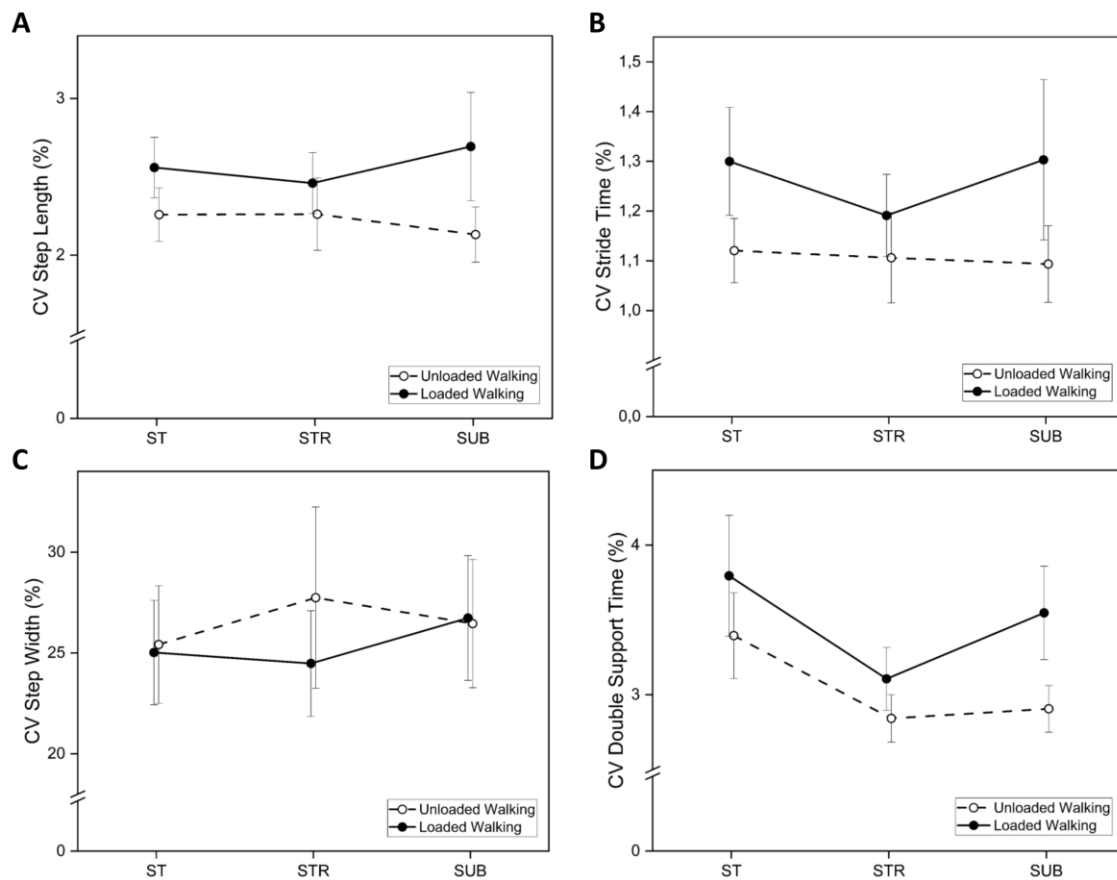 A
CV Step Length (%)
3
2
0
ST STR SUB
Unloaded Walking
Loaded Walking
B
CV Stride Time (%)
1,5
1,4
1,3
1,2
1,1
1,0
0,0
ST STR SUB
Unloaded Walking
Loaded Walking
C
CV Step Width (%)
30
25
20
0
ST STR SUB
Unloaded Walking
Loaded Walking
D
CV Double Support Time (%)
4
3
0
ST STR SUB
Unloaded Walking
Loaded Walking